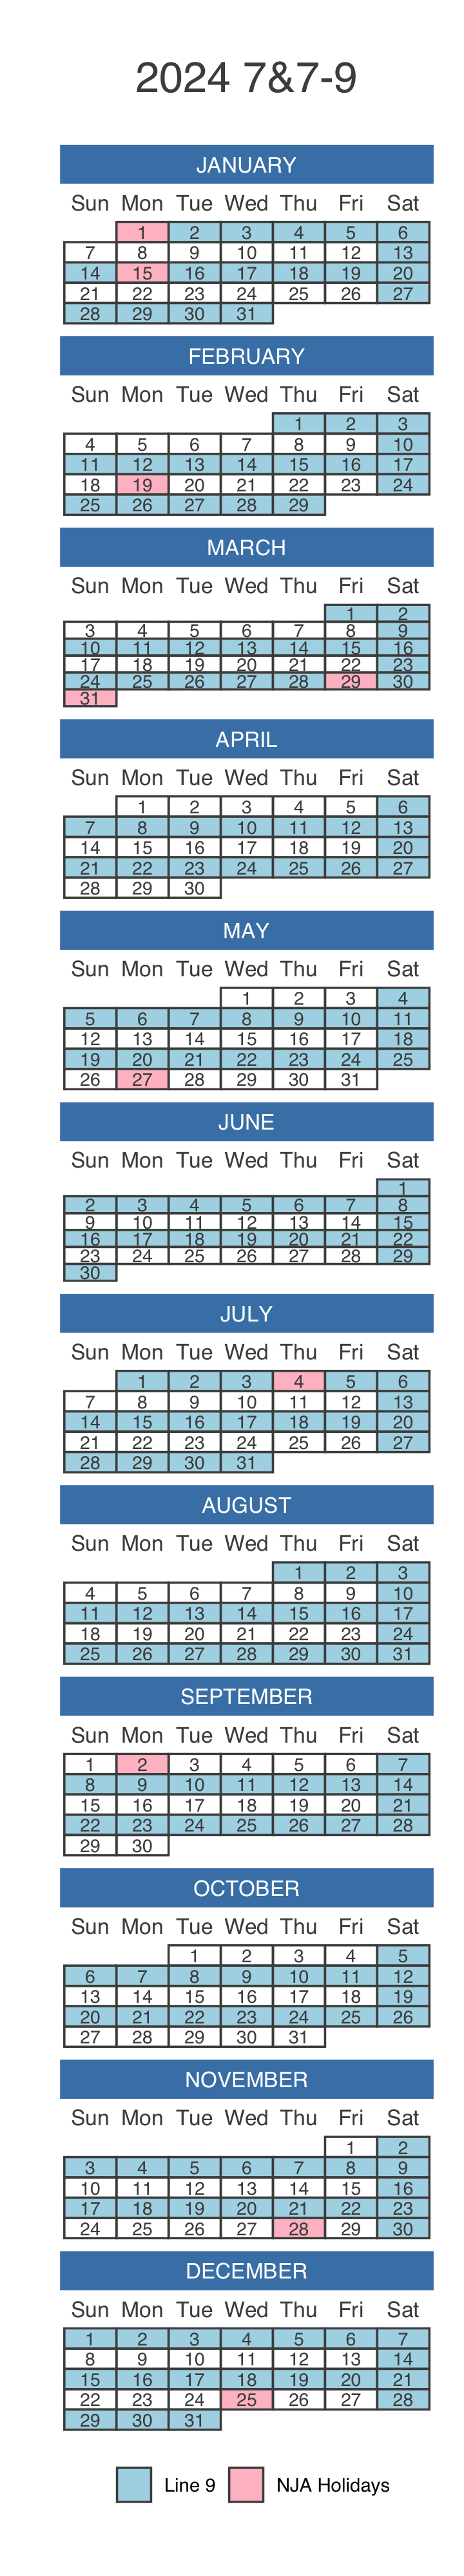 2024 7&7-9
JANUARY
Sun Mon Tue Wed Thu Fri Sat
1 2 3 4 5 6
7 8 9 10 11 12 13
14 15 16 17 18 19 20
21 22 23 24 25 26 27
28 29 30 31
FEBRUARY
Sun Mon Tue Wed Thu Fri Sat
1 2 3
4 5 6 7 8 9 10
11 12 13 14 15 16 17
18 19 20 21 22 23 24
25 26 27 28 29
MARCH
Sun Mon Tue Wed Thu Fri Sat
1 2
3 4 5 6 7 8 9
10 11 12 13 14 15 16
17 18 19 20 21 22 23
24 25 26 27 28 29 30
31
APRIL
Sun Mon Tue Wed Thu Fri Sat
1 2 3 4 5 6
7 8 9 10 11 12 13
14 15 16 17 18 19 20
21 22 23 24 25 26 27
28 29 30
MAY
Sun Mon Tue Wed Thu Fri Sat
1 2 3 4
5 6 7 8 9 10 11
12 13 14 15 16 17 18
19 20 21 22 23 24 25
26 27 28 29 30 31
JUNE
Sun Mon Tue Wed Thu Fri Sat
1
2 3 4 5 6 7 8
9 10 11 12 13 14 15
16 17 18 19 20 21 22
23 24 25 26 27 28 29
30
JULY
Sun Mon Tue Wed Thu Fri Sat
1 2 3 4 5 6
7 8 9 10 11 12 13
14 15 16 17 18 19 20
21 22 23 24 25 26 27
28 29 30 31
AUGUST
Sun Mon Tue Wed Thu Fri Sat
1 2 3
4 5 6 7 8 9 10
11 12 13 14 15 16 17
18 19 20 21 22 23 24
25 26 27 28 29 30 31
SEPTEMBER
Sun Mon Tue Wed Thu Fri Sat
1 2 3 4 5 6 7
8 9 10 11 12 13 14
15 16 17 18 19 20 21
22 23 24 25 26 27 28
29 30
OCTOBER
Sun Mon Tue Wed Thu Fri Sat
1 2 3 4 5
6 7 8 9 10 11 12
13 14 15 16 17 18 19
20 21 22 23 24 25 26
27 28 29 30 31
NOVEMBER
Sun Mon Tue Wed Thu Fri Sat
1 2
3 4 5 6 7 8 9
10 11 12 13 14 15 16
17 18 19 20 21 22 23
24 25 26 27 28 29 30
DECEMBER
Sun Mon Tue Wed Thu Fri Sat
1 2 3 4 5 6 7
8 9 10 11 12 13 14
15 16 17 18 19 20 21
22 23 24 25 26 27 28
29 30 31
Line 9 NJA Holidays